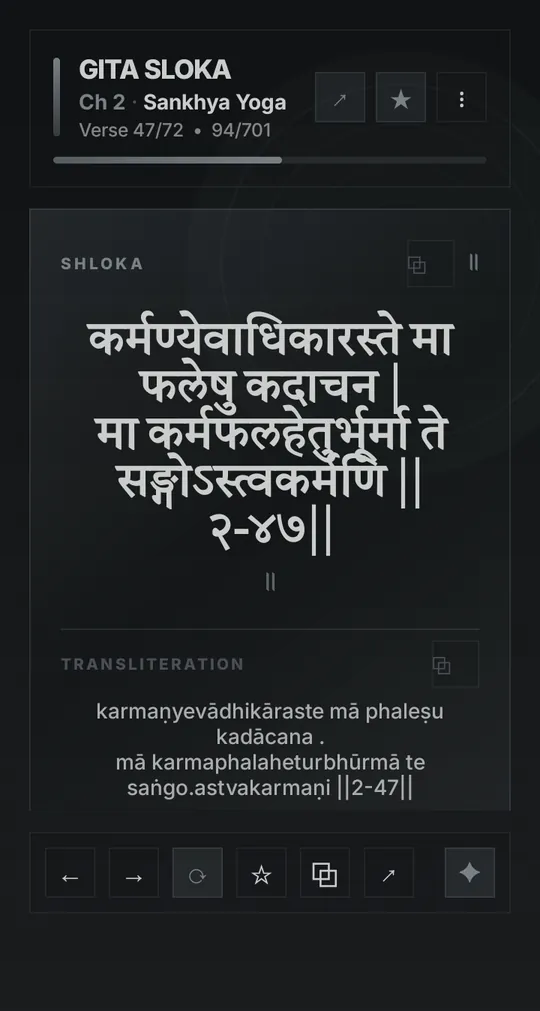 GITA SLOKA
Ch 2 · Sankhya Yoga
Verse 47/72 • 94/701
SHLOKA
॥
कर्मण्येवाधिकारस्ते मा
फलेषु कदाचन |
मा कर्मफलहेतुर्भूर्मा ते
सङ्गोऽस्त्वकर्मणि ||
२-४७||
॥
TRANSLITERATION
karmaṇyevādhikāraste mā phaleṣu
kadācana .
mā karmaphalaheturbhūrmā te
saṅgo.astvakarmaṇi ||2-47||